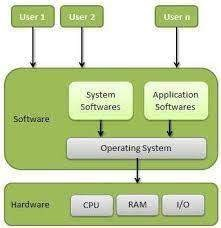 User 1
User 2
User n
System
Softwares
Application
Softwares
Software
Operating System
Hardware
CPU
RAM
I/O